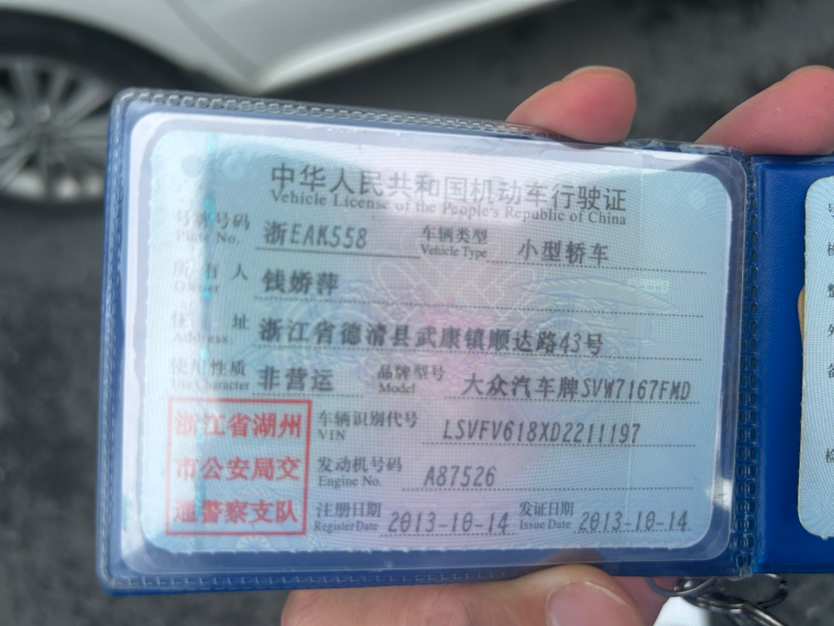 中华人民共和国机动车行驶证
Vehicle License of the People's Republic of China
号牌号码 浙EAK558 车辆类型 小型轿车
Plate No. Vehicle Type
所有人 钱娇萍
Owner
住址 浙江省德清县武康镇顺达路43号
Address
使用性质 非营运 品牌型号 大众汽车牌SVW7167FMD
Use Character Model
浙江省湖州 车辆识别代号 LSVFV618XD2211197
VIN
市公安局交 发动机号码 A87526
Engine No.
通警察支队 注册日期 2013-10-14 发证日期 2013-10-14
Register Date Issue Date